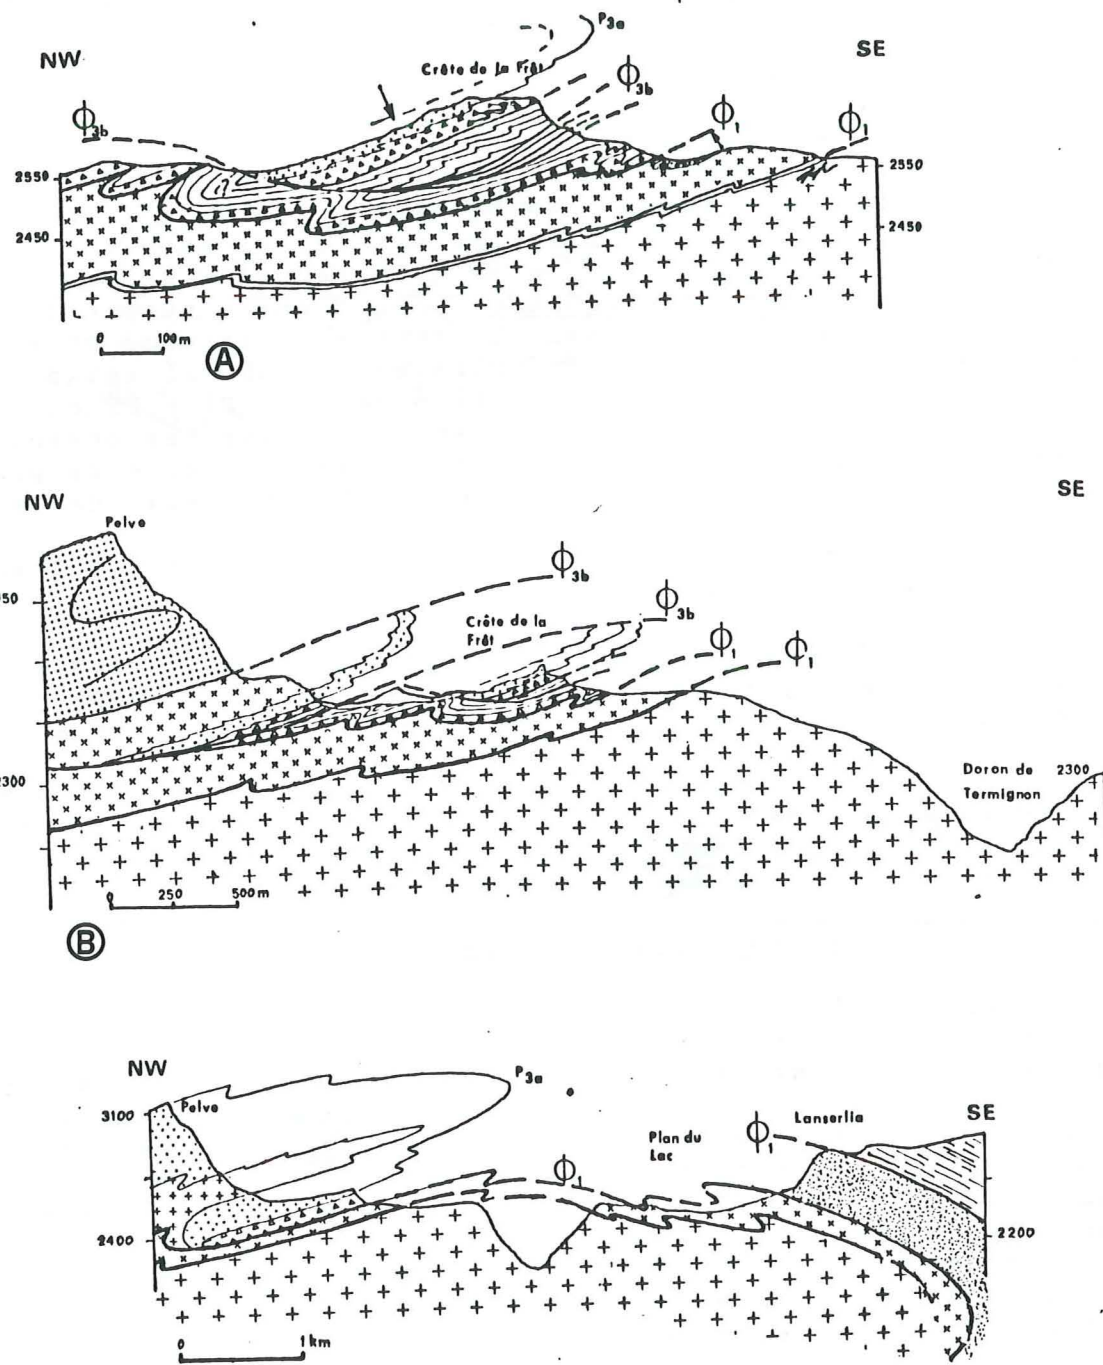 P3a
NW
SE
Crête de la Frêt
Φ3b
Φ3b
Φ1
Φ1
2550
2550
2450
2450
0 100m
A
NW
SE
Pelve
Φ3b
Crête de la
Frêt
Φ3b
Φ1
Φ1
2300
Doron de
Termignon
2300
0 250 500m
B
NW
P3a
SE
3100
Pelve
Φ1
Lanserlia
Plan du
Lac
Φ1
2400
2200
0 1km